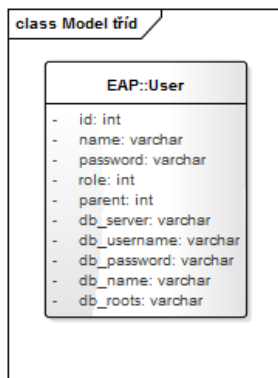 class Model tříd
EAP::User
- id: int
- name: varchar
- password: varchar
- role: int
- parent: int
- db_server: varchar
- db_username: varchar
- db_password: varchar
- db_name: varchar
- db_roots: varchar